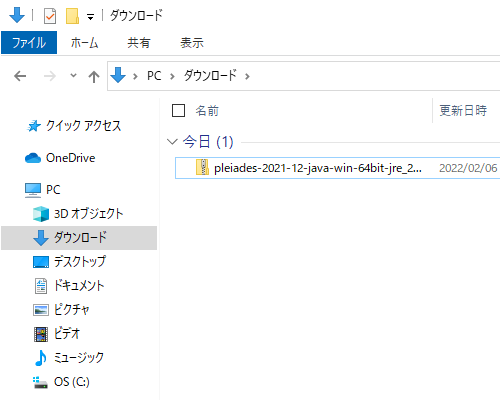 ダウンロード
ファイル ホーム 共有 表示
PC ダウンロード
名前 更新日時
クイック アクセス
今日 (1)
OneDrive
pleiades-2021-12-java-win-64bit-jre_2... 2022/02/06
PC
3D オブジェクト
ダウンロード
デスクトップ
ドキュメント
ピクチャ
ビデオ
ミュージック
OS (C:)